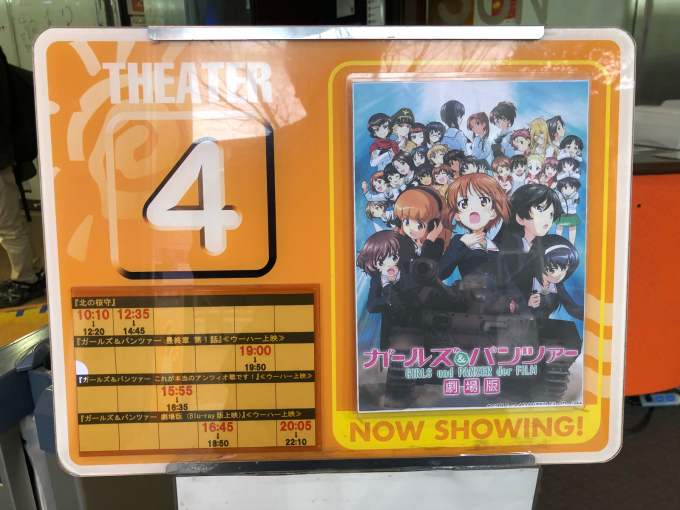 THEATER
4
『北の桜守』
10:10 12:35
↓ ↓
12:20 14:45
『ガールズ&パンツァー 最終章 第1話』≪ウーハー上映≫
19:00
↓
19:50
『ガールズ&パンツァー これが本当のアンツィオ戦です!』≪ウーハー上映≫
15:55
↓
16:35
『ガールズ&パンツァー 劇場版(Blu-ray版上映)』≪ウーハー上映≫
16:45 20:05
↓ ↓
18:50 22:10
ガールズ&パンツァー
GIRLS und PANZER der FILM
劇場版
NOW SHOWING!